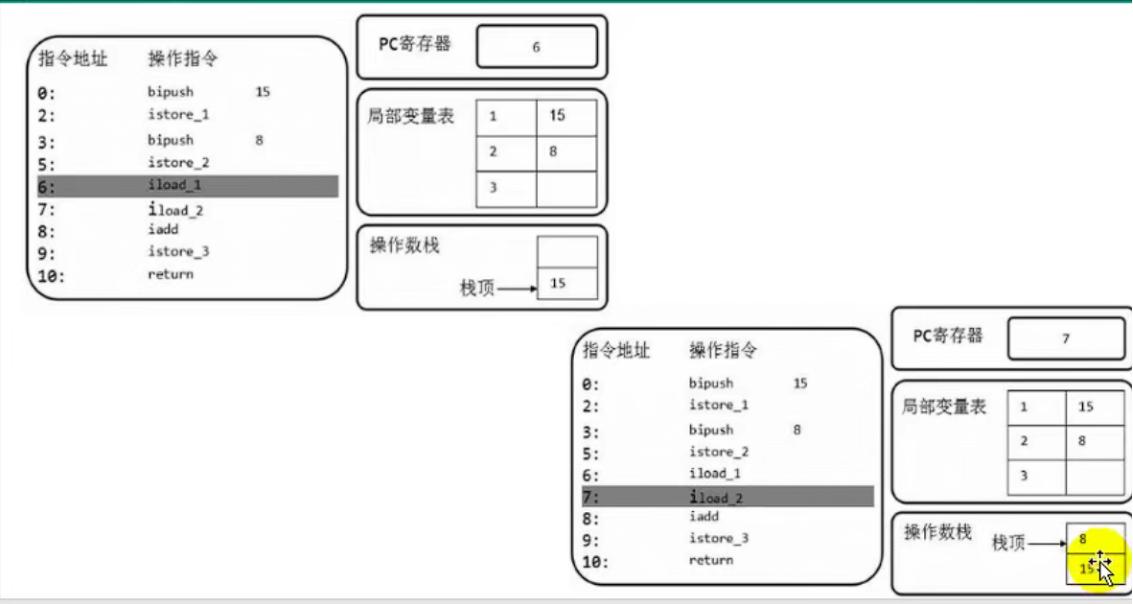 指令地址 操作指令
0: bipush 15
2: istore_1
3: bipush 8
5: istore_2
6: iload_1
7: iload_2
8: iadd
9: istore_3
10: return
PC寄存器 6
局部变量表 1 15
2 8
3
操作数栈
栈顶 15
指令地址 操作指令
0: bipush 15
2: istore_1
3: bipush 8
5: istore_2
6: iload_1
7: iload_2
8: iadd
9: istore_3
10: return
PC寄存器 7
局部变量表 1 15
2 8
3
操作数栈 栈顶 8
15